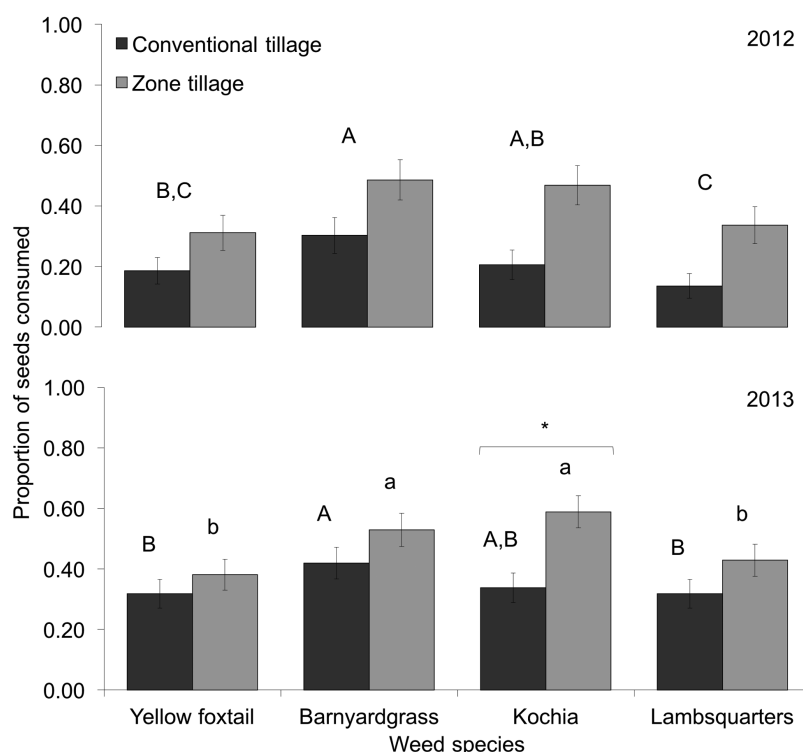 1.00
Conventional tillage
2012
0.80
Zone tillage
0.60
A
A,B
B,C
C
0.40
0.20
0.00
Proportion of seeds consumed
1.00
2013
0.80
*
a
a
0.60
A
b
A,B
b
B
B
0.40
0.20
0.00
Yellow foxtail Barnyardgrass Kochia Lambsquarters
Weed species